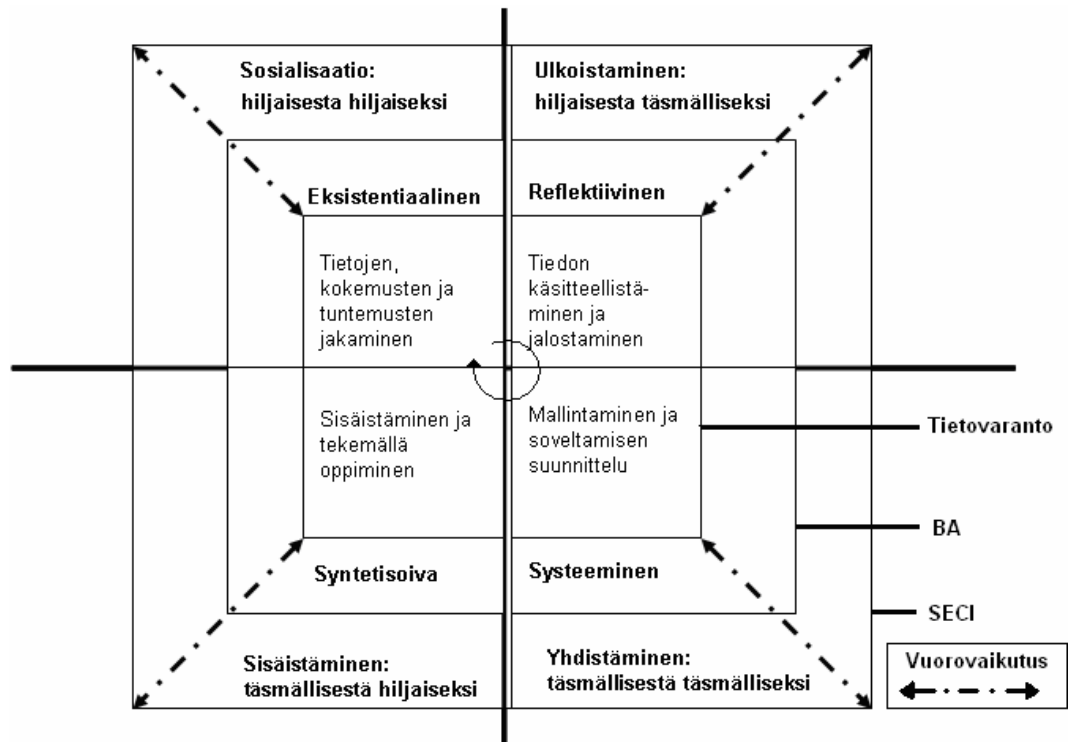 Sosialisaatio:
hiljaisesta hiljaiseksi
Ulkoistaminen:
hiljaisesta täsmälliseksi
Eksistentiaalinen
Reflektiivinen
Tietojen,
kokemusten ja
tuntemusten
jakaminen
Tiedon
käsitteellistä-
minen ja
jalostaminen
Sisäistäminen ja
tekemällä
oppiminen
Mallintaminen ja
soveltamisen
suunnittelu
Tietovaranto
BA
Syntetisoiva
Systeeminen
SECI
Sisäistäminen:
täsmällisestä hiljaiseksi
Yhdistäminen:
täsmällisestä täsmälliseksi
Vuorovaikutus